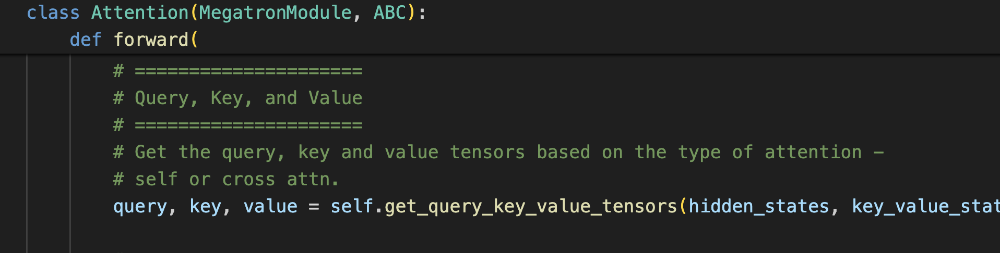 class Attention(MegatronModule, ABC):
def forward(
# =====================
# Query, Key, and Value
# =====================
# Get the query, key and value tensors based on the type of attention -
# self or cross attn.
query, key, value = self.get_query_key_value_tensors(hidden_states, key_value_stat